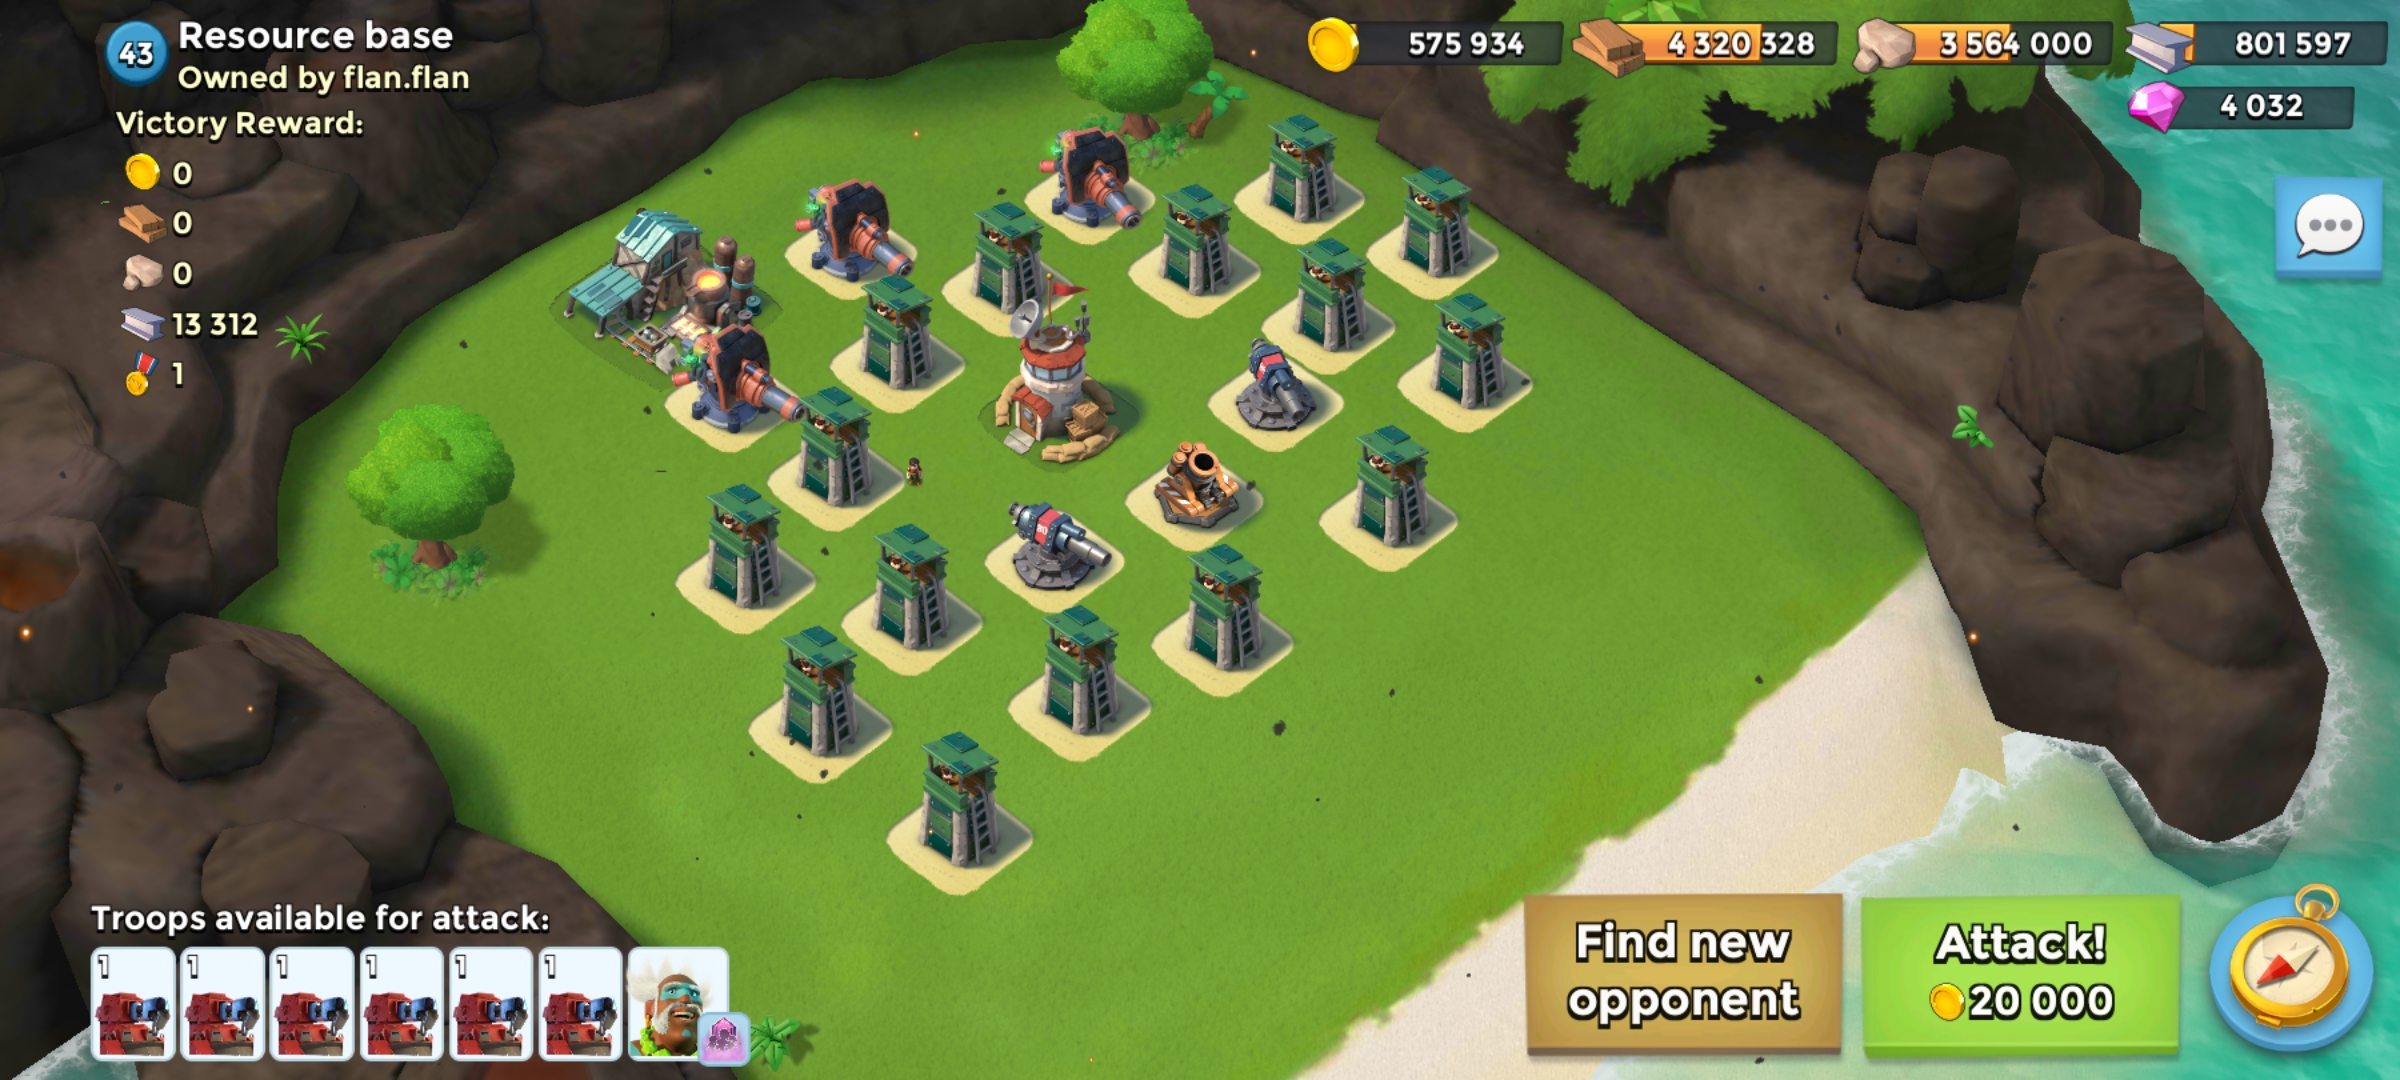 43
Resource base
Owned by flan.flan
Victory Reward:
0
0
0
13 312
1
575 934
4 320 328
3 564 000
801 597
4 032
Troops available for attack:
1
1
1
1
1
1
Find new
opponent
Attack!
20 000